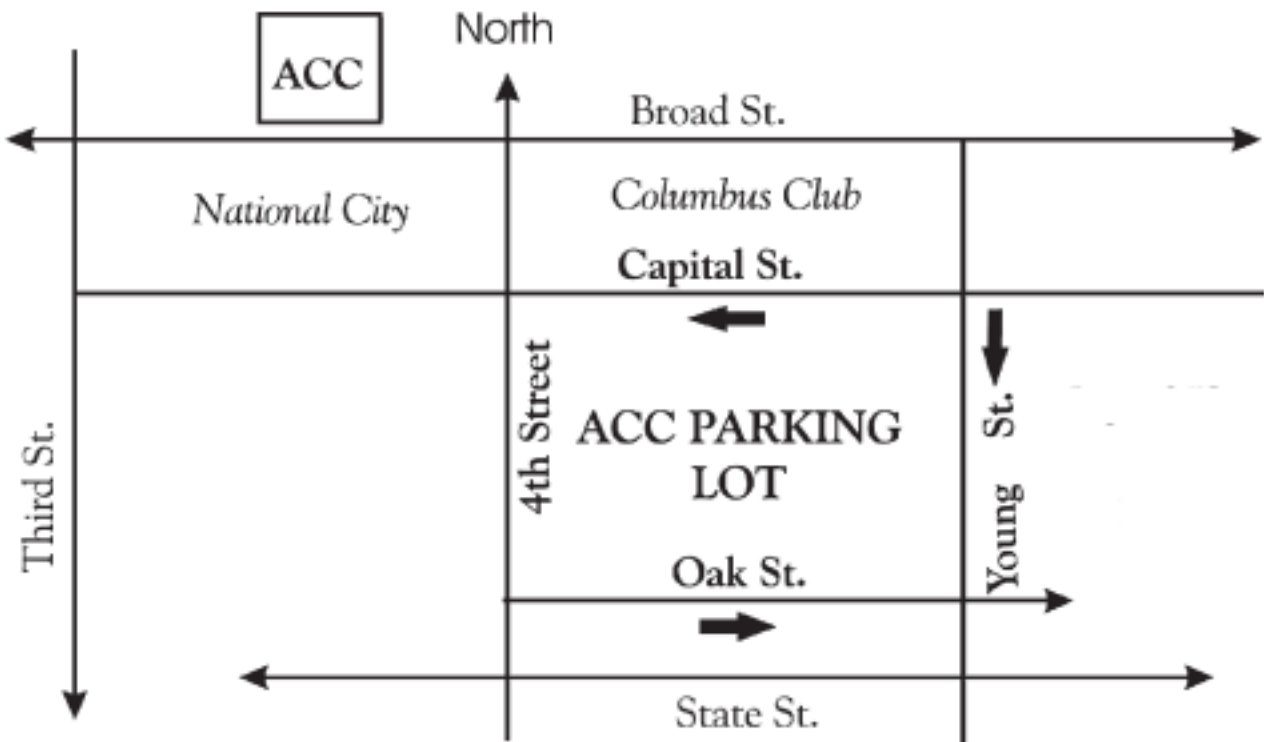 North
ACC
Broad St.
National City
Columbus Club
Capital St.
4th Street
ACC PARKING
LOT
Young St.
Third St.
Oak St.
State St.